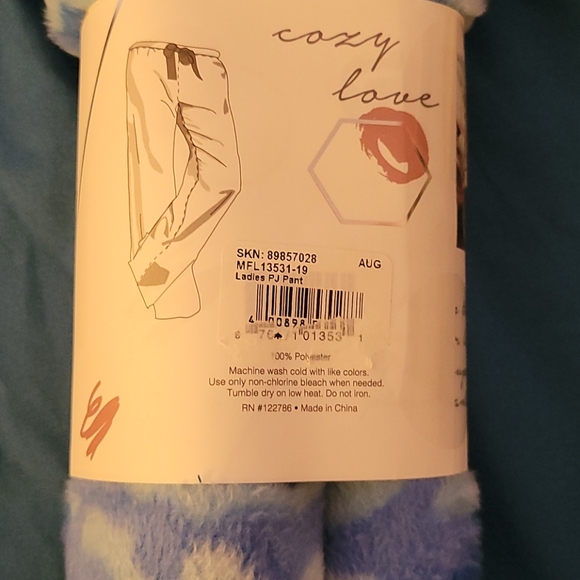 cozy
love
SKN: 89857028
MFL13531-19
AUG
Ladies PJ Pant
100% Polyester
Machine wash cold with like colors.
Use only non-chlorine bleach when needed.
Tumble dry on low heat. Do not iron.
RN #122786 • Made in China